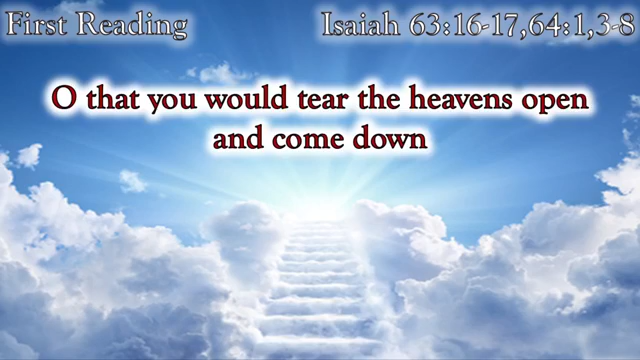 First Reading
Isaiah 63:16-17,64:1,3-8
O that you would tear the heavens open
and come down